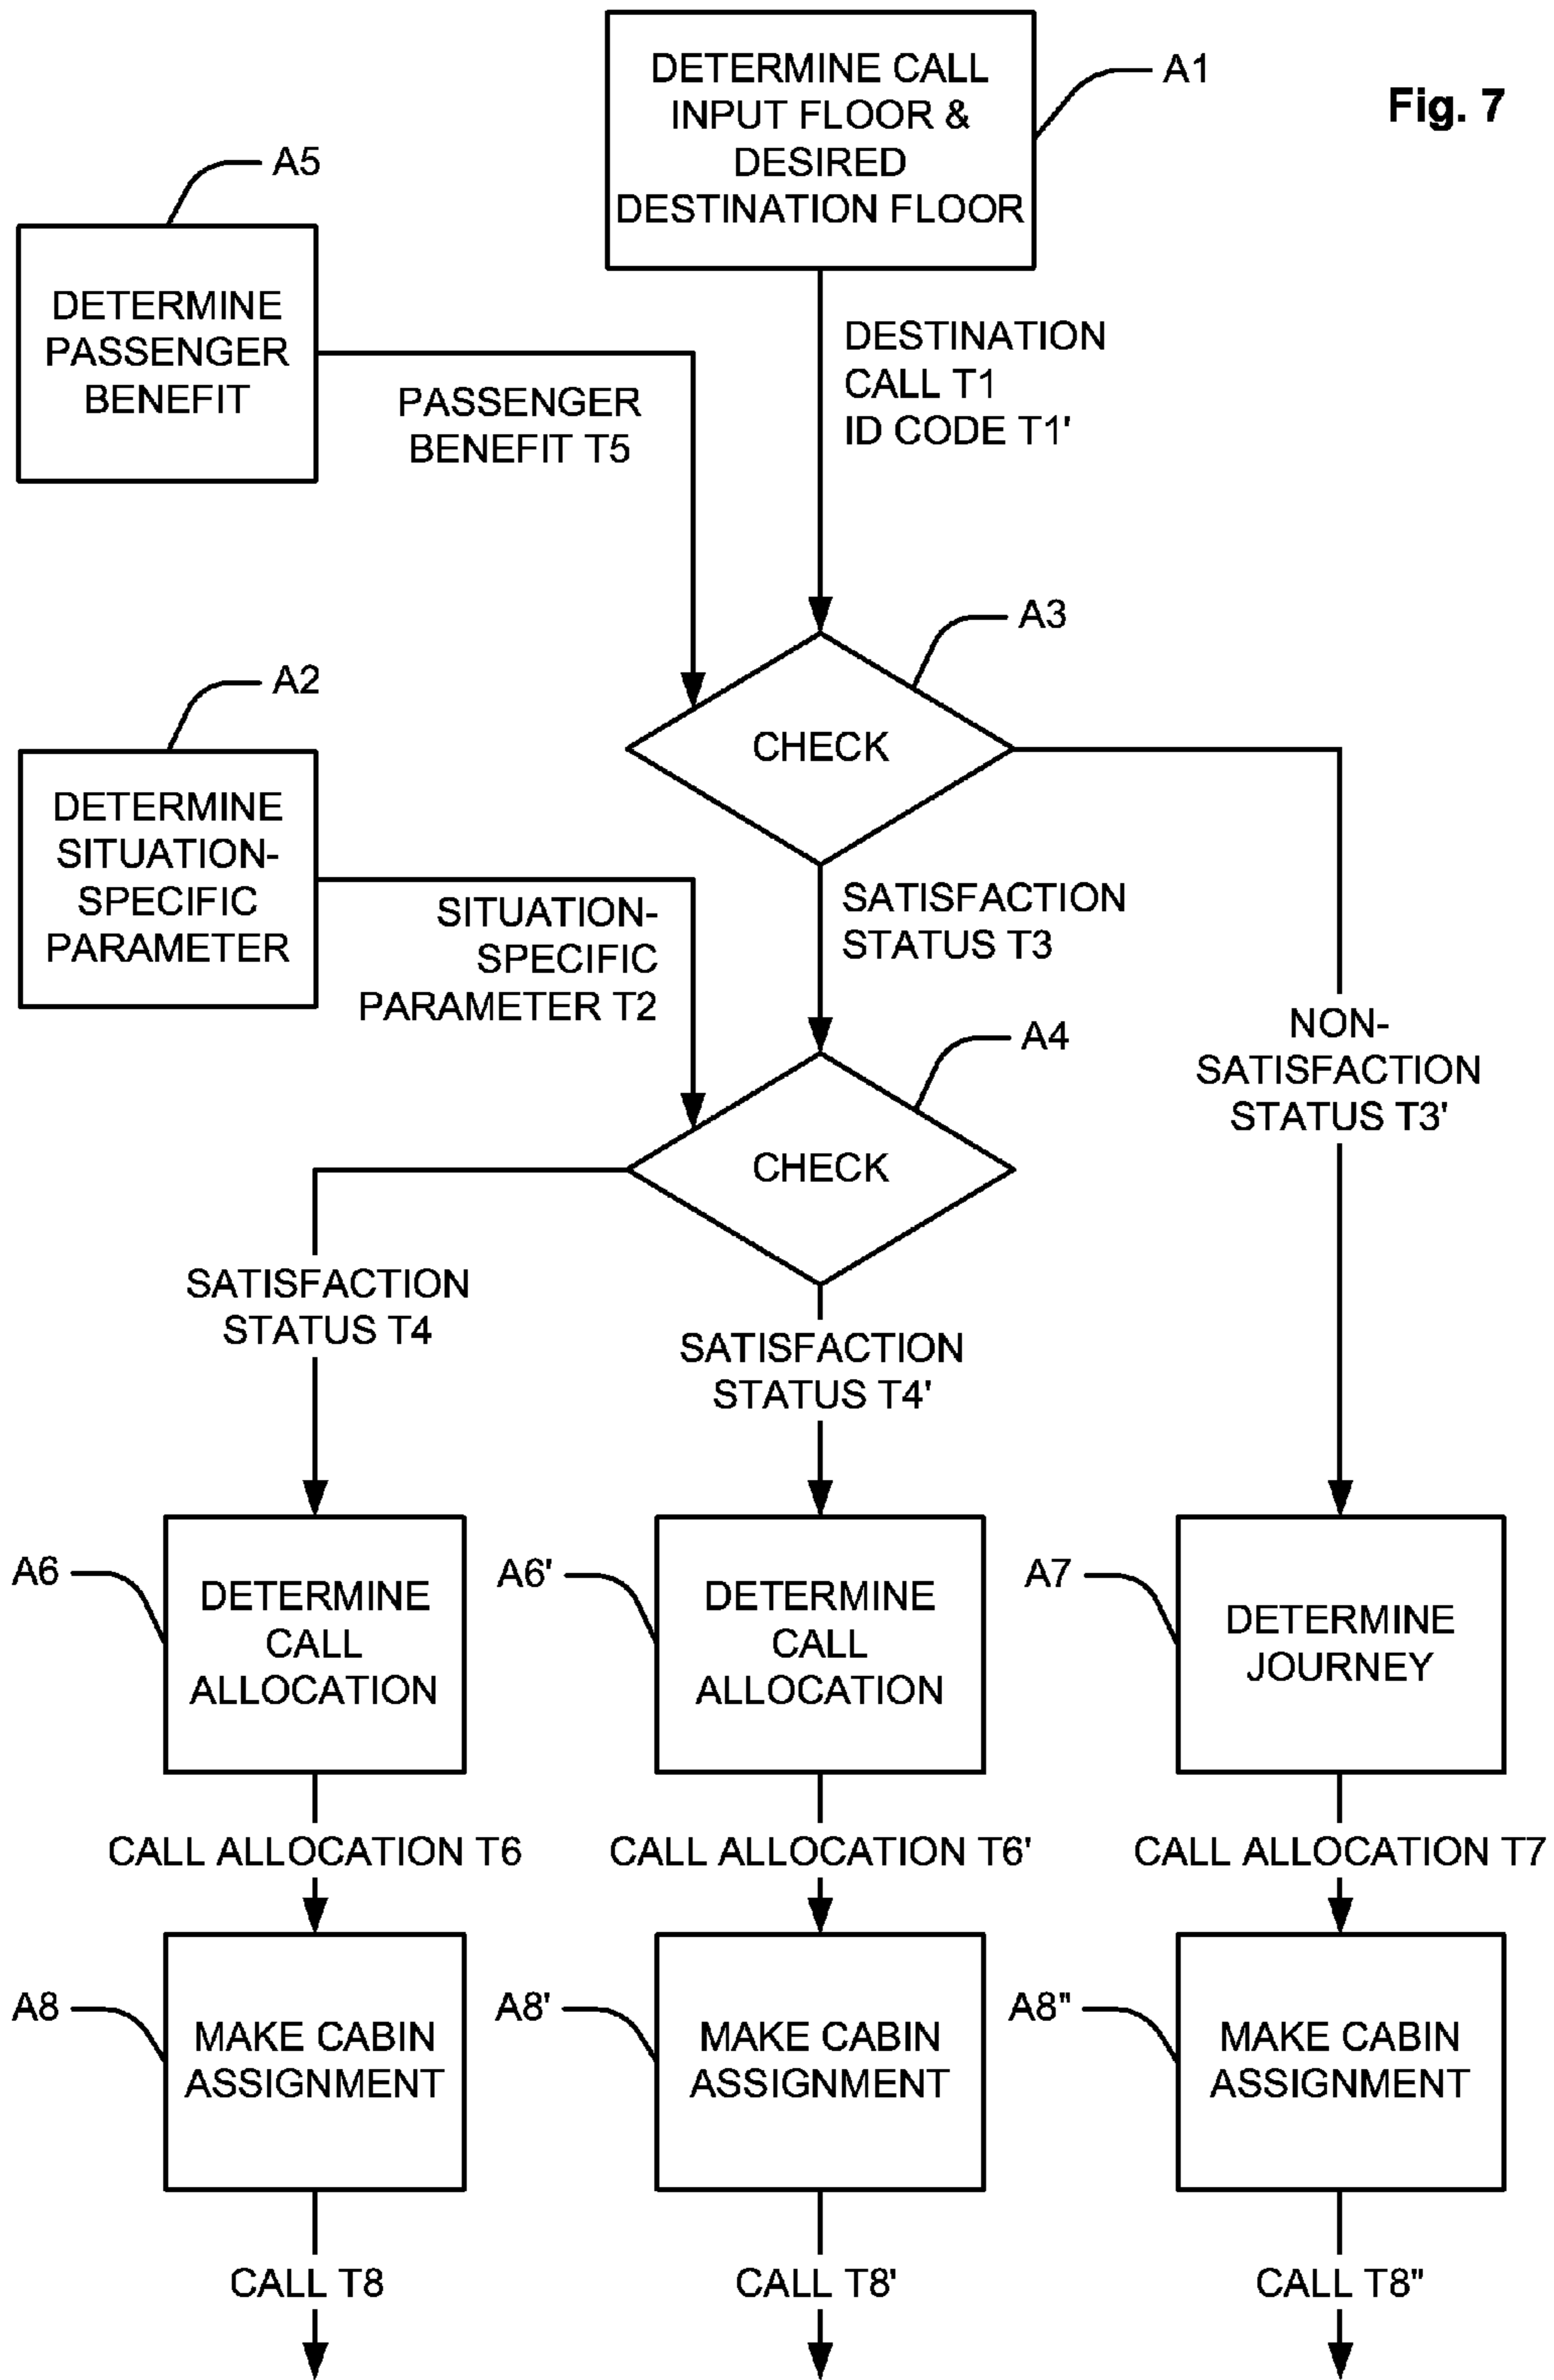 DETERMINE CALL
INPUT FLOOR &
DESIRED
DESTINATION FLOOR
A1
Fig. 7
A5
DETERMINE
PASSENGER
BENEFIT
PASSENGER
BENEFIT T5
DESTINATION
CALL T1
ID CODE T1'
A3
CHECK
A2
DETERMINE
SITUATION-
SPECIFIC
PARAMETER
SITUATION-
SPECIFIC
PARAMETER T2
SATISFACTION
STATUS T3
NON-
SATISFACTION
STATUS T3'
A4
CHECK
SATISFACTION
STATUS T4
SATISFACTION
STATUS T4'
A6
DETERMINE
CALL
ALLOCATION
A6'
DETERMINE
CALL
ALLOCATION
A7
DETERMINE
JOURNEY
CALL ALLOCATION T6
CALL ALLOCATION T6'
CALL ALLOCATION T7
A8
MAKE CABIN
ASSIGNMENT
A8'
MAKE CABIN
ASSIGNMENT
A8"
MAKE CABIN
ASSIGNMENT
CALL T8
CALL T8'
CALL T8"